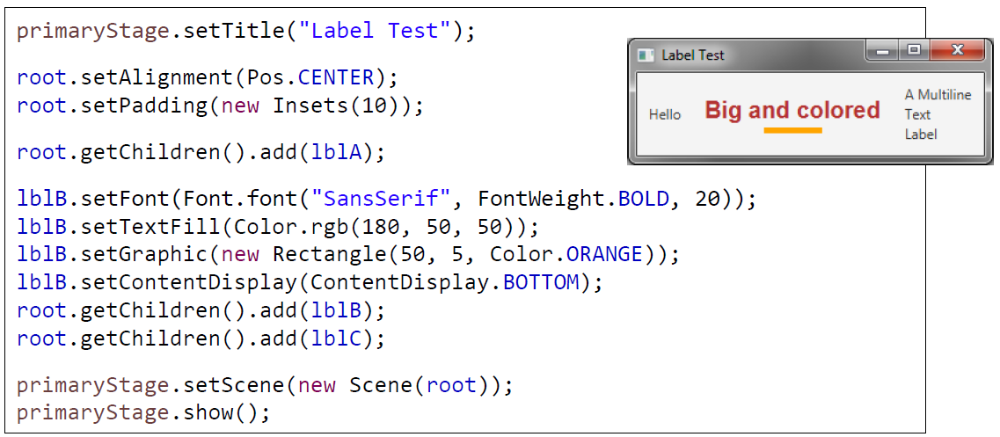 primaryStage.setTitle("Label Test");
root.setAlignment(Pos.CENTER);
root.setPadding(new Insets(10));
root.getChildren().add(lblA);
lblB.setFont(Font.font("SansSerif", FontWeight.BOLD, 20));
lblB.setTextFill(Color.rgb(180, 50, 50));
lblB.setGraphic(new Rectangle(50, 5, Color.ORANGE));
lblB.setContentDisplay(ContentDisplay.BOTTOM);
root.getChildren().add(lblB);
root.getChildren().add(lblC);
primaryStage.setScene(new Scene(root));
primaryStage.show();
Label Test
Hello
Big and colored
A Multiline
Text
Label